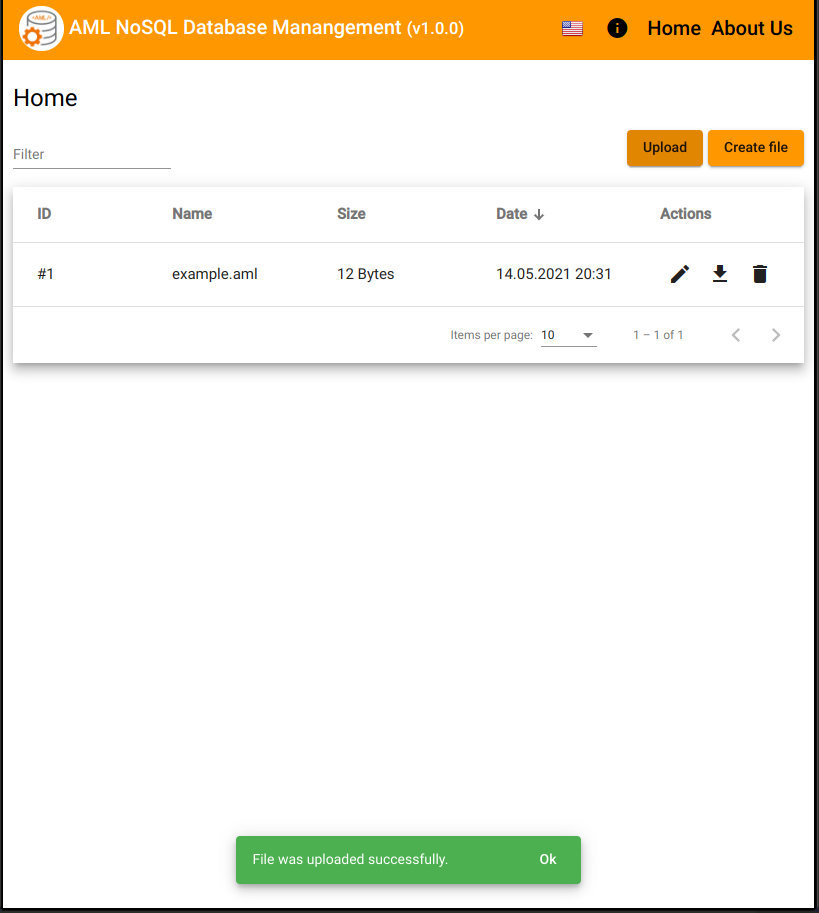 AML NoSQL Database Manangement (v1.0.0) Home About Us
Home
Filter Upload Create file
ID Name Size Date Actions
#1 example.aml 12 Bytes 14.05.2021 20:31
Items per page: 10 1 – 1 of 1
File was uploaded successfully. Ok